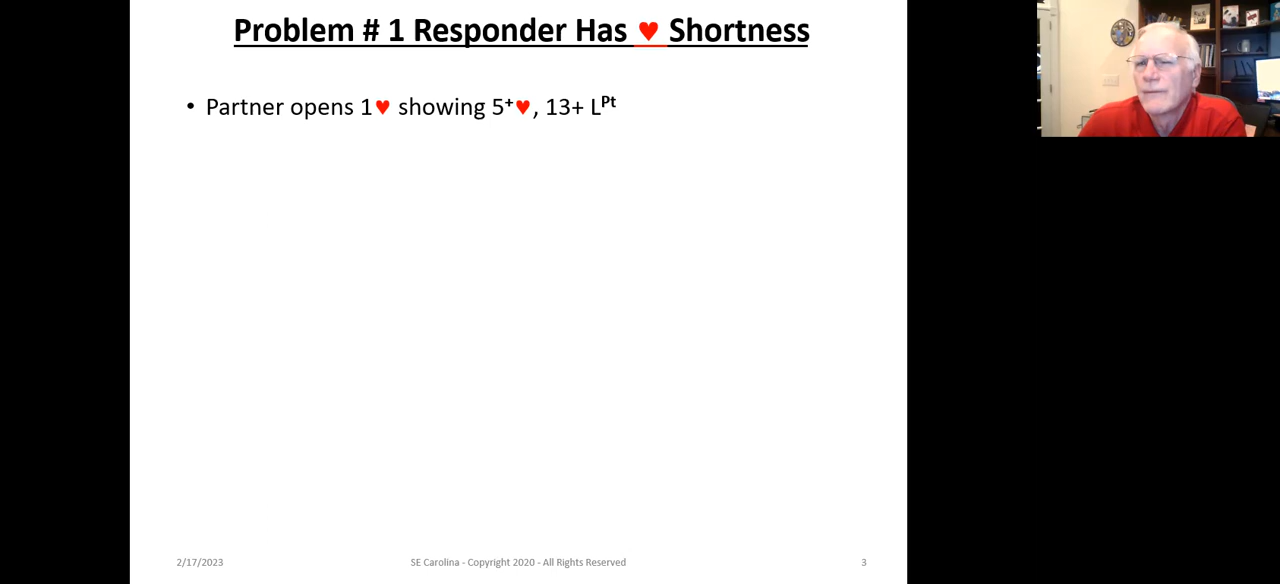 Problem # 1 Responder Has ♥ Shortness
• Partner opens 1♥ showing 5⁺♥, 13+ Lᴾᵗ
2/17/2023 SE Carolina - Copyright 2020 - All Rights Reserved 3